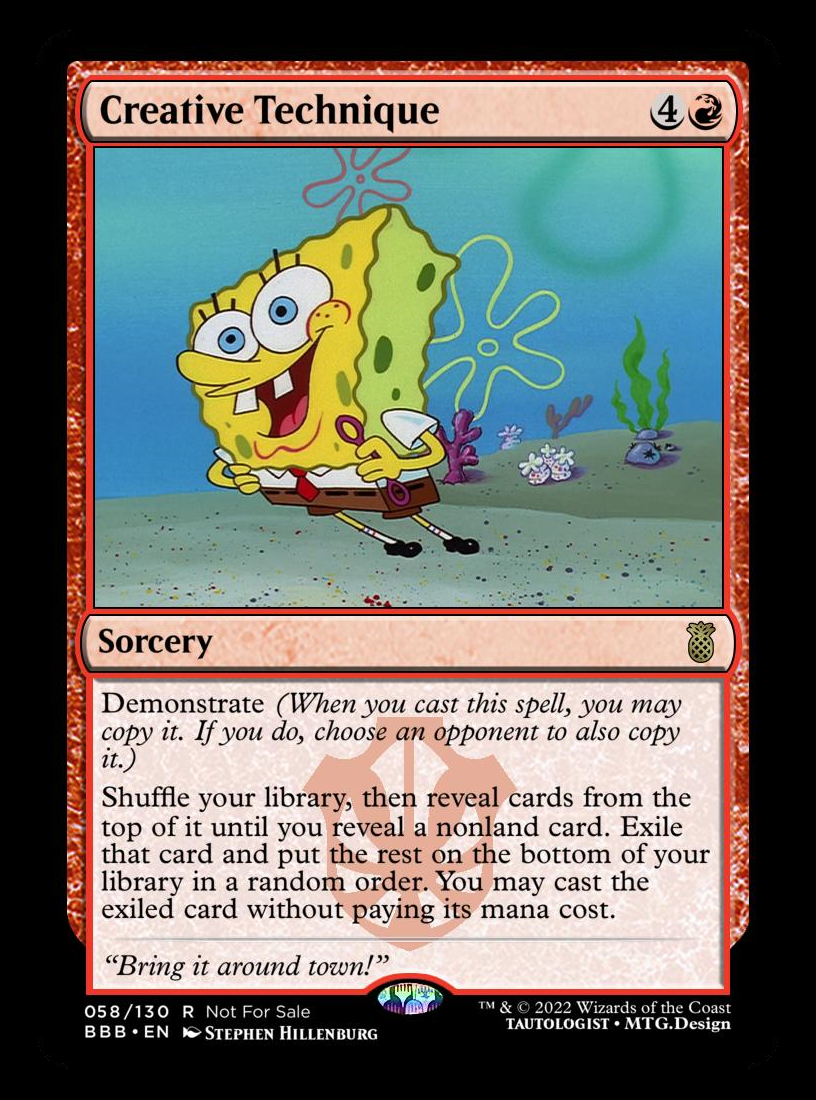 Creative Technique 4
Sorcery
Demonstrate (When you cast this spell, you may
copy it. If you do, choose an opponent to also copy
it.)
Shuffle your library, then reveal cards from the
top of it until you reveal a nonland card. Exile
that card and put the rest on the bottom of your
library in a random order. You may cast the
exiled card without paying its mana cost.
“Bring it around town!”
058/130 R Not For Sale
BBB • EN STEPHEN HILLENBURG
™ & © 2022 Wizards of the Coast
TAUTOLOGIST • MTG.Design